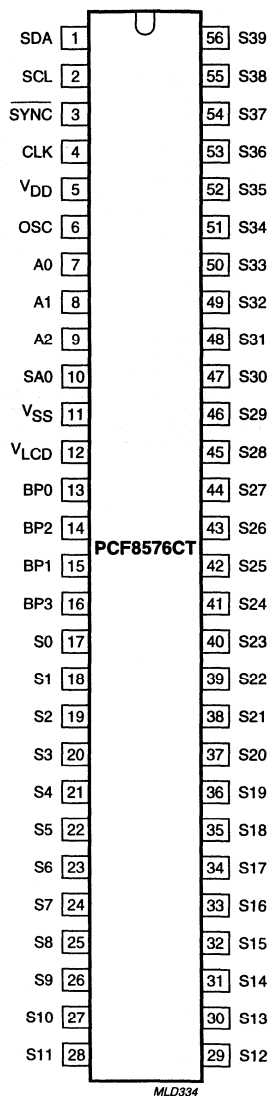 SDA 1 56 S39
SCL 2 55 S38
SYNC 3 54 S37
CLK 4 53 S36
VDD 5 52 S35
OSC 6 51 S34
A0 7 50 S33
A1 8 49 S32
A2 9 48 S31
SA0 10 47 S30
VSS 11 46 S29
VLCD 12 45 S28
BP0 13 44 S27
BP2 14 43 S26
PCF8576CT
BP1 15 42 S25
BP3 16 41 S24
S0 17 40 S23
S1 18 39 S22
S2 19 38 S21
S3 20 37 S20
S4 21 36 S19
S5 22 35 S18
S6 23 34 S17
S7 24 33 S16
S8 25 32 S15
S9 26 31 S14
S10 27 30 S13
S11 28 29 S12
MLD334